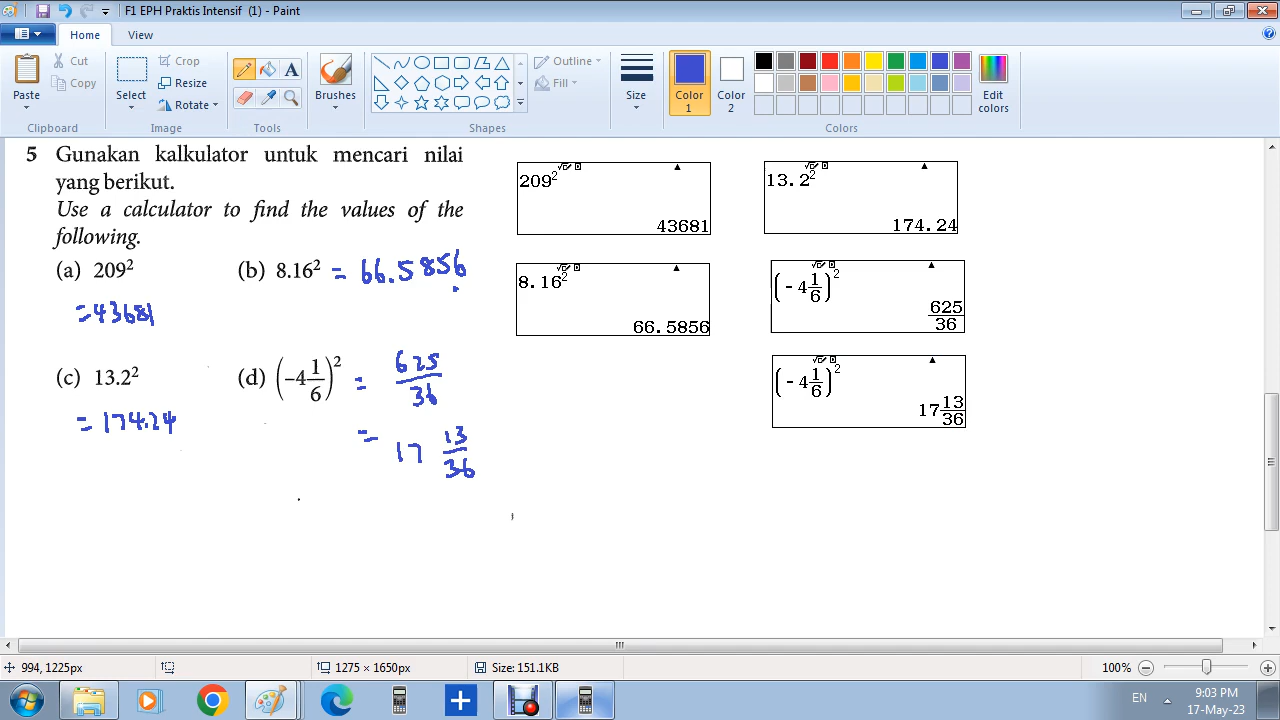 F1 EPH Praktis Intensif (1) - Paint
Home View
Paste
Cut
Copy
Clipboard
Select
Crop
Resize
Rotate
Image
Tools
Brushes
Shapes
Outline
Fill
Size
Color 1
Color 2
Edit colors
Colors
5 Gunakan kalkulator untuk mencari nilai
yang berikut.
Use a calculator to find the values of the
following.
(a) 209²
= 43681
(b) 8.16² = 66.5856
(c) 13.2²
= 174.24
(d) (-4 1/6)² = 625/36
= 17 13/36
209²
43681
13.2²
174.24
8.16²
66.5856
(-4 1/6)²
625/36
(-4 1/6)²
17 13/36
994, 1225px
1275 × 1650px
Size: 151.1KB
100%
EN
9:03 PM
17-May-23